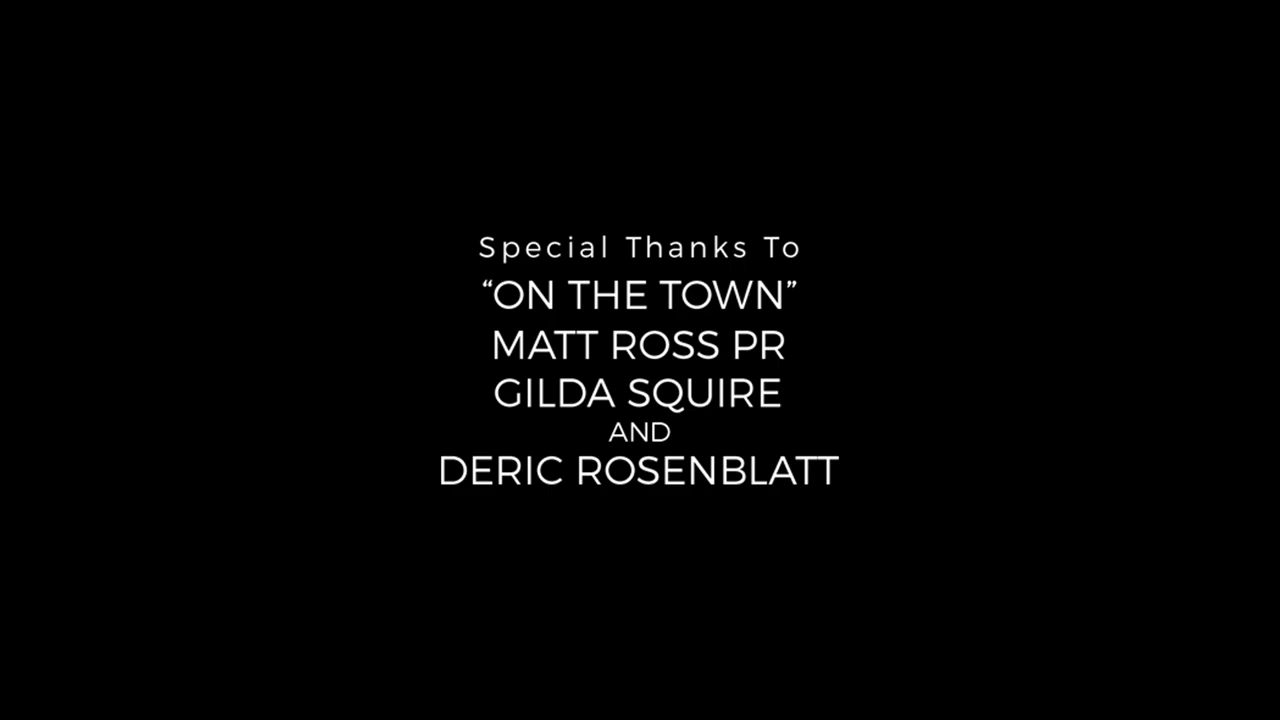 Special Thanks To
“ON THE TOWN”
MATT ROSS PR
GILDA SQUIRE
AND
DERIC ROSENBLATT